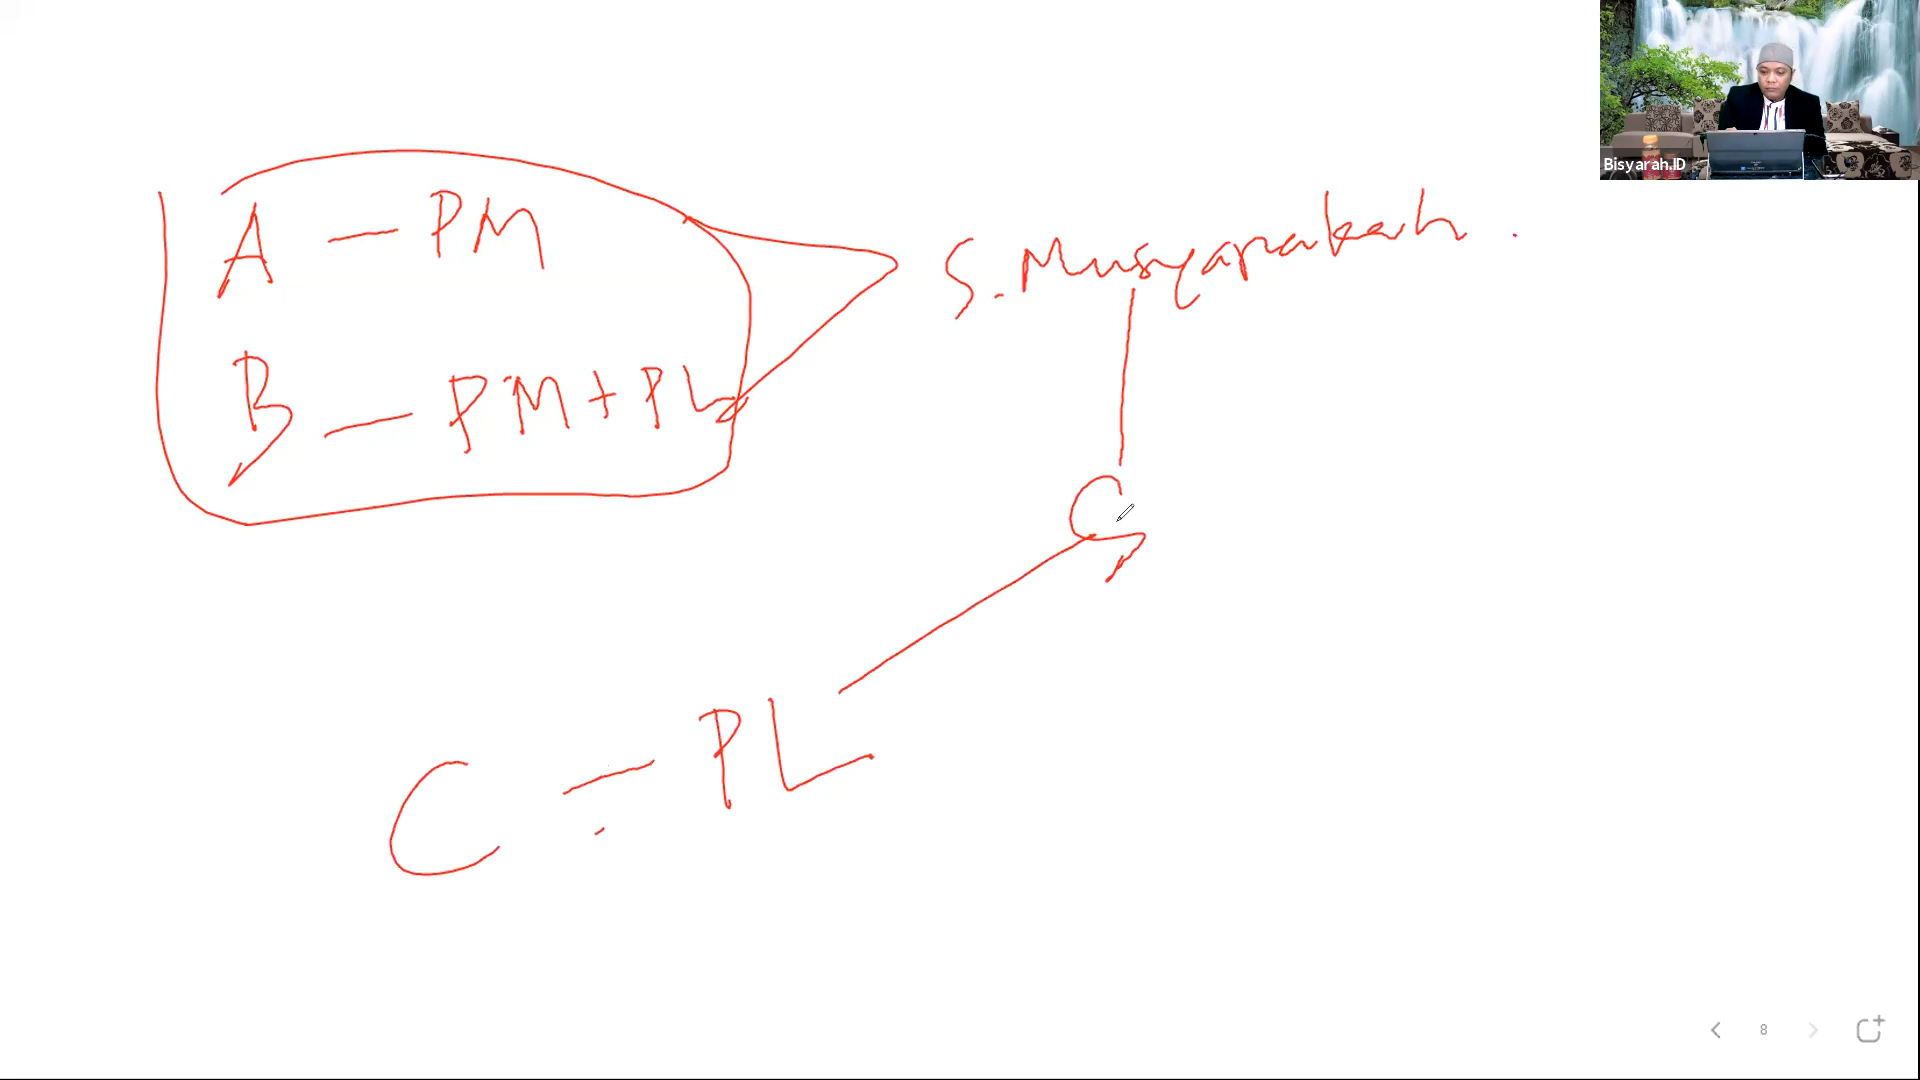 Bisyarah.ID
A — PM
S. Musyarakah.
B — PM + PL
C
C — PL
8